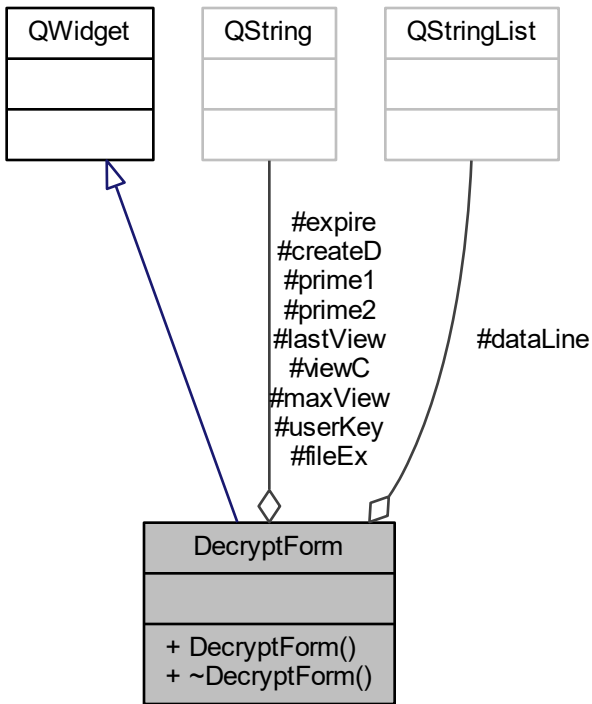 QWidget
QString
QStringList
#expire
#createD
#prime1
#prime2
#lastView
#viewC
#maxView
#userKey
#fileEx
#dataLine
DecryptForm
+ DecryptForm()
+ ~DecryptForm()